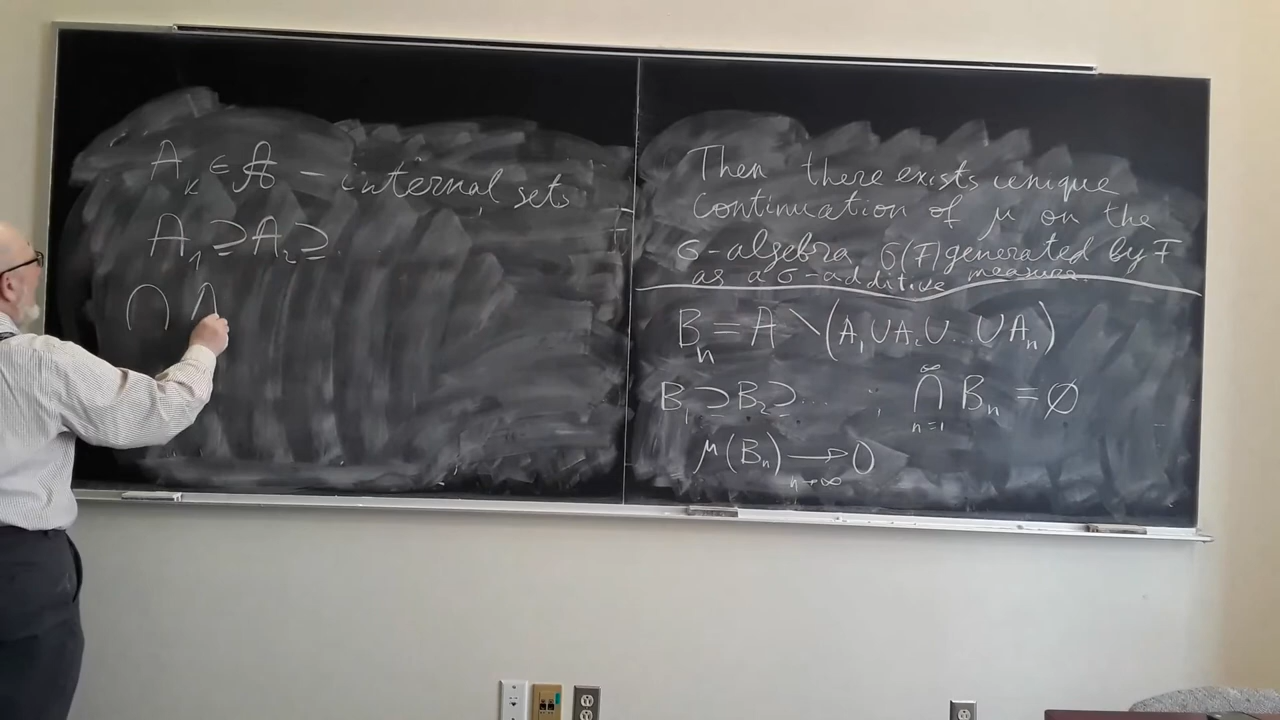 A_k ∈ 𝒜 – internal sets
A_1 ⊇ A_2 ⊇
∩ A
Then there exists unique
continuation of μ on the
σ-algebra σ(F) generated by F
as a σ-additive measure
B_n = A \ (A_1 ∪ A_2 ∪ ... ∪ A_n)
B_1 ⊇ B_2 ⊇ ... ; ∞ ∩ n=1 B_n = ∅
μ(B_n) → 0 n→∞